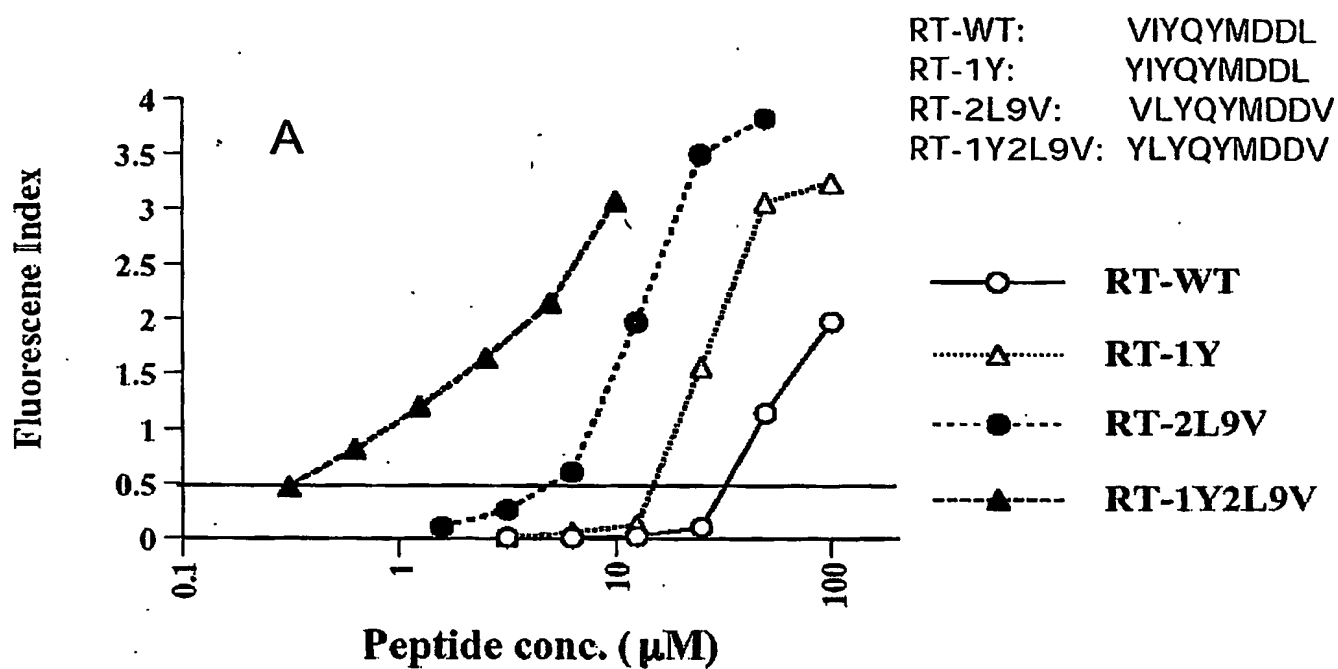 RT-WT: VIYQYMDDL
RT-1Y: YIYQYMDDL
RT-2L9V: VLYQYMDDV
RT-1Y2L9V: YLYQYMDDV
A
4
3.5
3
2.5
2
1.5
1
0.5
0
Fluorescene Index
0.1
1
10
100
Peptide conc. (μM)
RT-WT
RT-1Y
RT-2L9V
RT-1Y2L9V